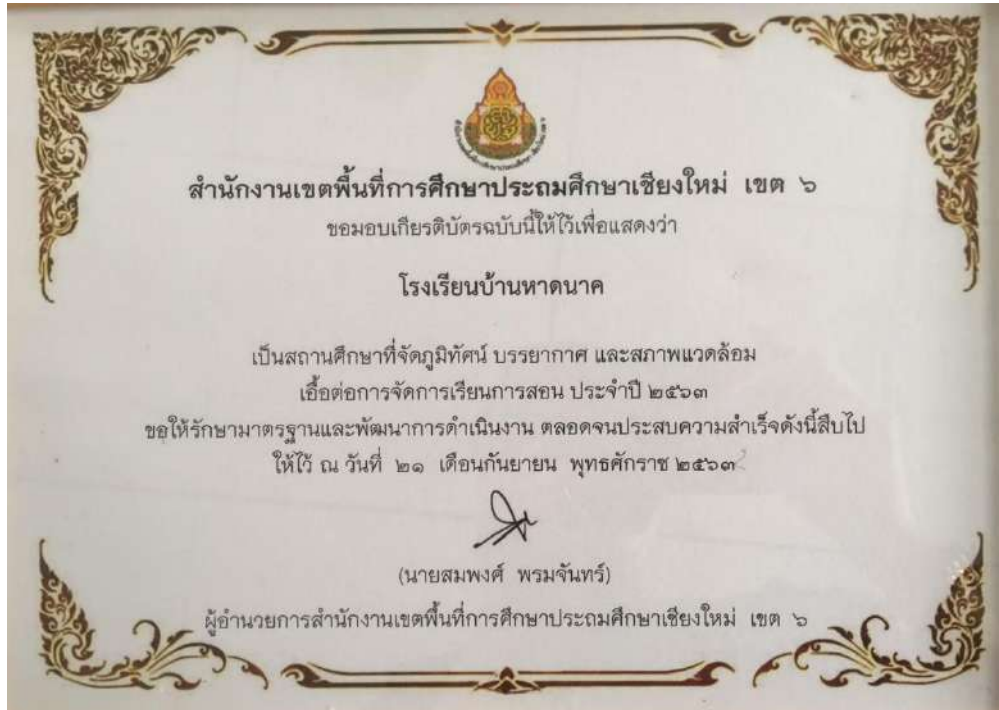 สำนักงานเขตพื้นที่การศึกษาประถมศึกษาเชียงใหม่ เขต ๖
ขอมอบเกียรติบัตรฉบับนี้ให้ไว้เพื่อแสดงว่า
โรงเรียนบ้านหาดนาค
เป็นสถานศึกษาที่จัดภูมิทัศน์ บรรยากาศ และสภาพแวดล้อม
เอื้อต่อการจัดการเรียนการสอน ประจำปี ๒๕๖๓
ขอให้รักษามาตรฐานและพัฒนาการดำเนินงาน ตลอดจนประสบความสำเร็จดังนี้สืบไป
ให้ไว้ ณ วันที่ ๒๑ เดือนกันยายน พุทธศักราช ๒๕๖๓
(นายสมพงศ์ พรมจันทร์)
ผู้อำนวยการสำนักงานเขตพื้นที่การศึกษาประถมศึกษาเชียงใหม่ เขต ๖